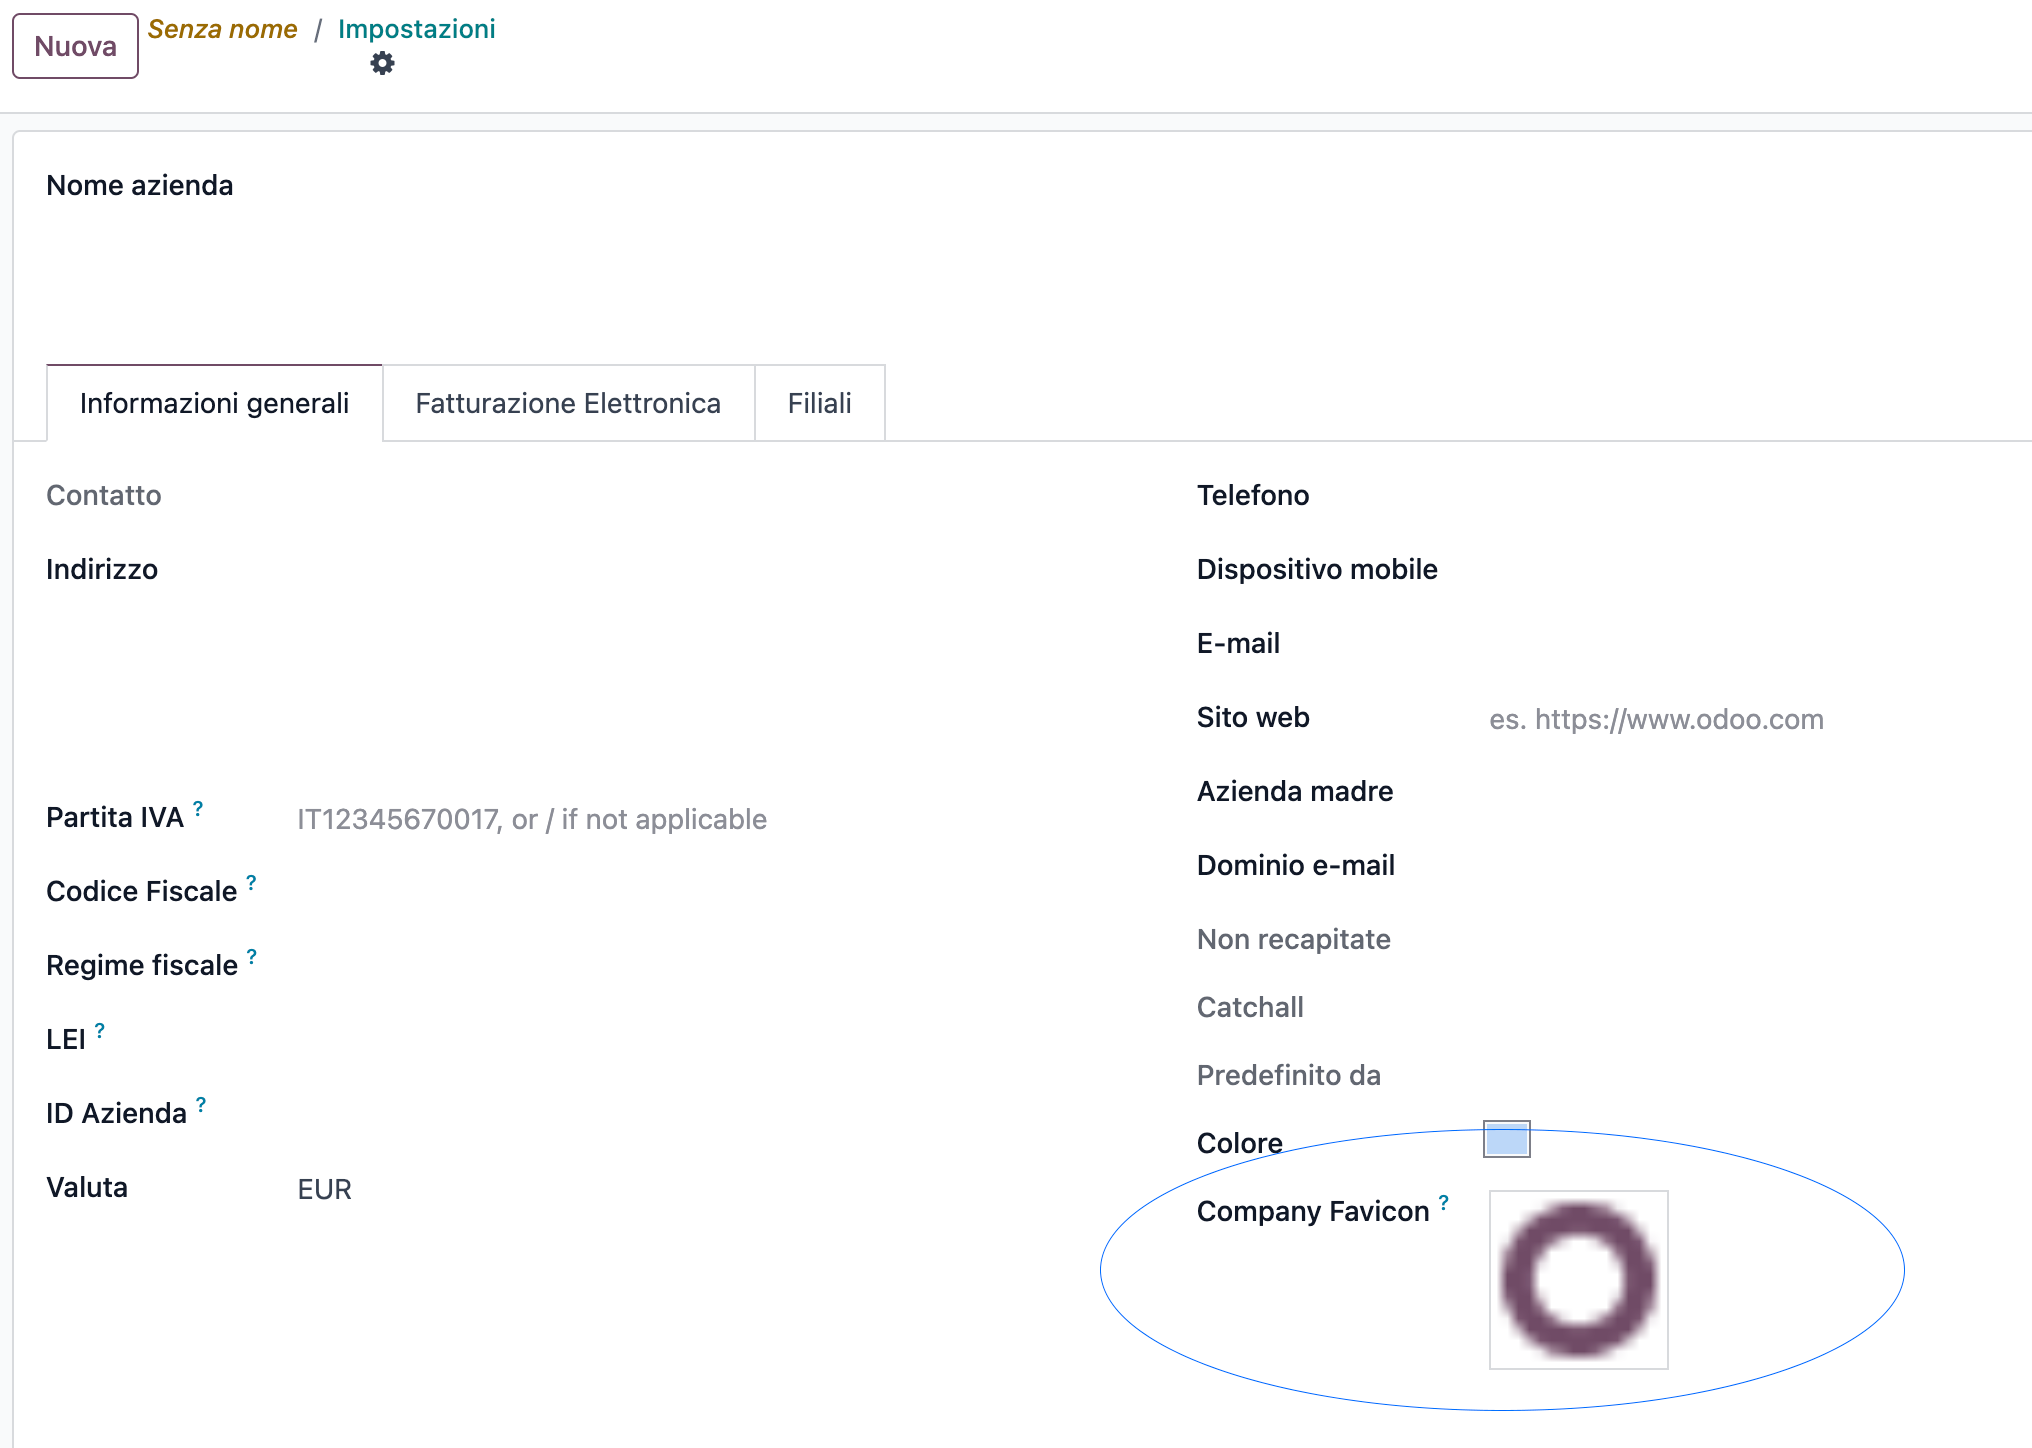 Nuova
Senza nome / Impostazioni
Nome azienda
Informazioni generali
Fatturazione Elettronica
Filiali
Contatto
Indirizzo
Partita IVA ? IT12345670017, or / if not applicable
Codice Fiscale ?
Regime fiscale ?
LEI ?
ID Azienda ?
Valuta EUR
Telefono
Dispositivo mobile
E-mail
Sito web es. https://www.odoo.com
Azienda madre
Dominio e-mail
Non recapitate
Catchall
Predefinito da
Colore
Company Favicon ?